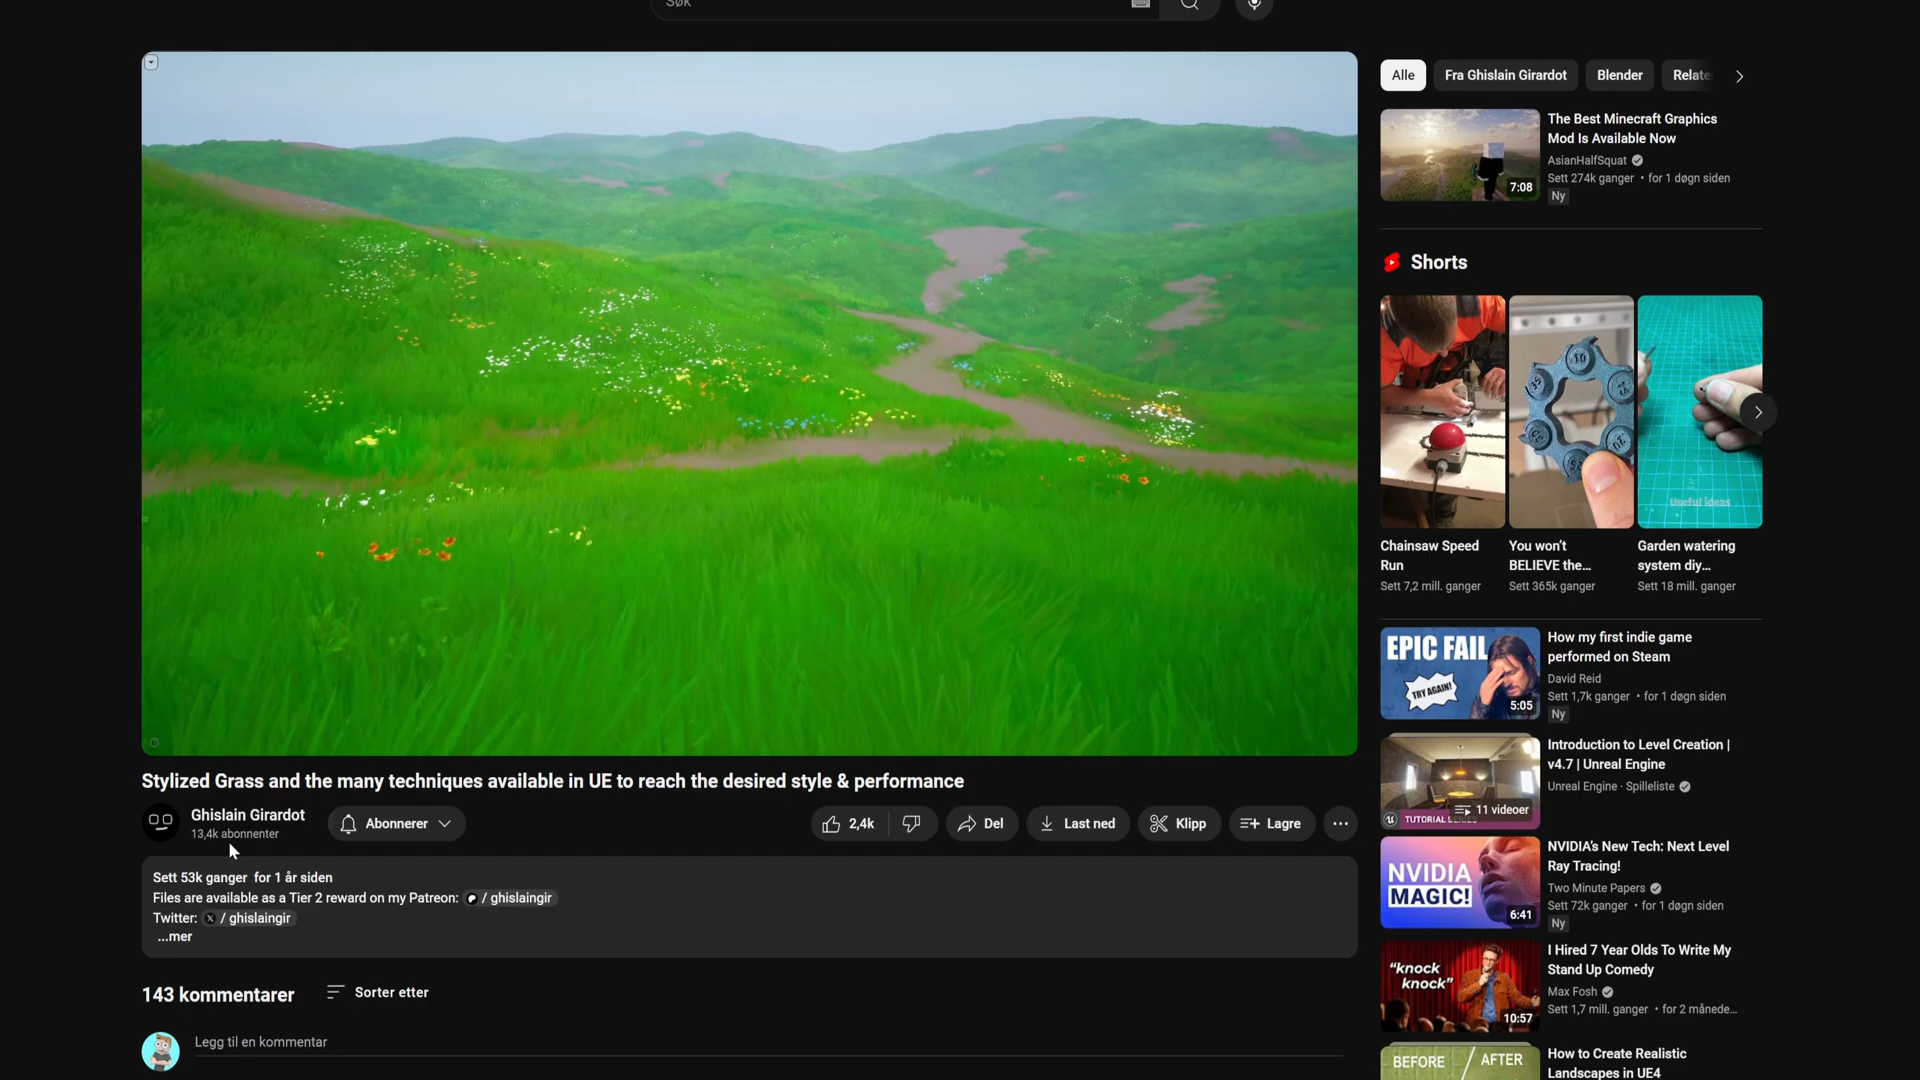 Søk
Alle
Fra Ghislain Girardot
Blender
Relate
The Best Minecraft Graphics
Mod Is Available Now
AsianHalfSquat
Sett 274k ganger • for 1 døgn siden
Ny
7:08
Shorts
Useful ideas
Chainsaw Speed
Run
Sett 7,2 mill. ganger
You won't
BELIEVE the...
Sett 365k ganger
Garden watering
system diy...
Sett 18 mill. ganger
EPIC FAIL
TRY AGAIN!
5:05
How my first indie game
performed on Steam
David Reid
Sett 1,7k ganger • for 1 døgn siden
Ny
Introduction to Level Creation |
v4.7 | Unreal Engine
Unreal Engine · Spilleliste
11 videoer
TUTORIAL SERIES
NVIDIA
MAGIC!
6:41
NVIDIA's New Tech: Next Level
Ray Tracing!
Two Minute Papers
Sett 72k ganger • for 1 døgn siden
Ny
"knock
knock"
10:57
I Hired 7 Year Olds To Write My
Stand Up Comedy
Max Fosh
Sett 1,7 mill. ganger • for 2 månede...
BEFORE / AFTER
How to Create Realistic
Landscapes in UE4
Stylized Grass and the many techniques available in UE to reach the desired style & performance
Ghislain Girardot
13,4k abonnenter
Abonnerer
2,4k
Del
Last ned
Klipp
Lagre
Sett 53k ganger for 1 år siden
Files are available as a Tier 2 reward on my Patreon: / ghislaingir
Twitter: / ghislaingir
...mer
143 kommentarer
Sorter etter
Legg til en kommentar